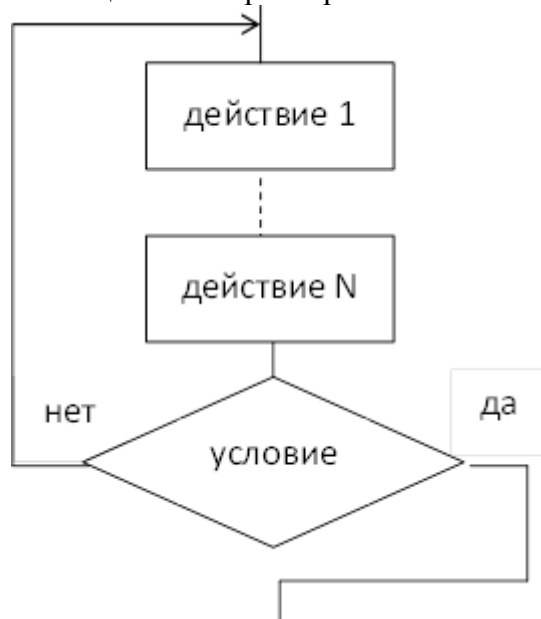 действие 1
действие N
нет
да
условие